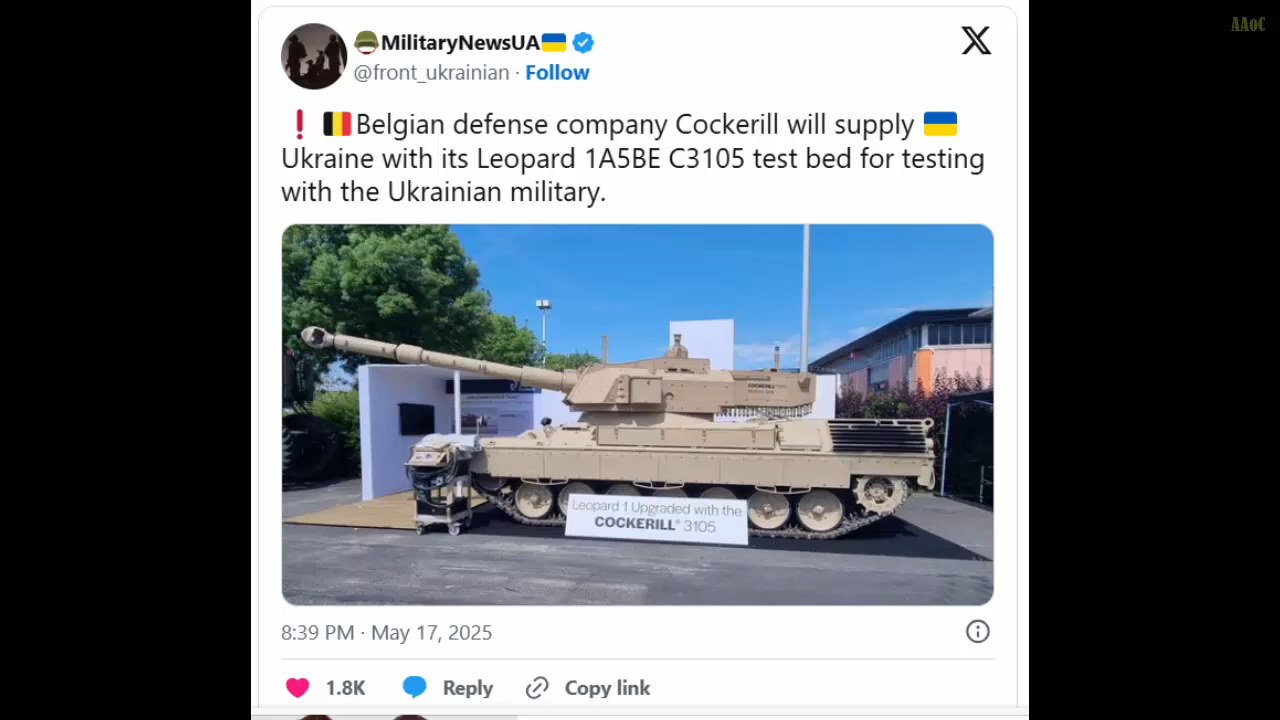 AAoC
MilitaryNewsUA
@front_ukrainian · Follow
Belgian defense company Cockerill will supply
Ukraine with its Leopard 1A5BE C3105 test bed for testing
with the Ukrainian military.
COCKERILL
Leopard 1 Upgraded with the
COCKERILL® 3105
8:39 PM · May 17, 2025
1.8K Reply Copy link